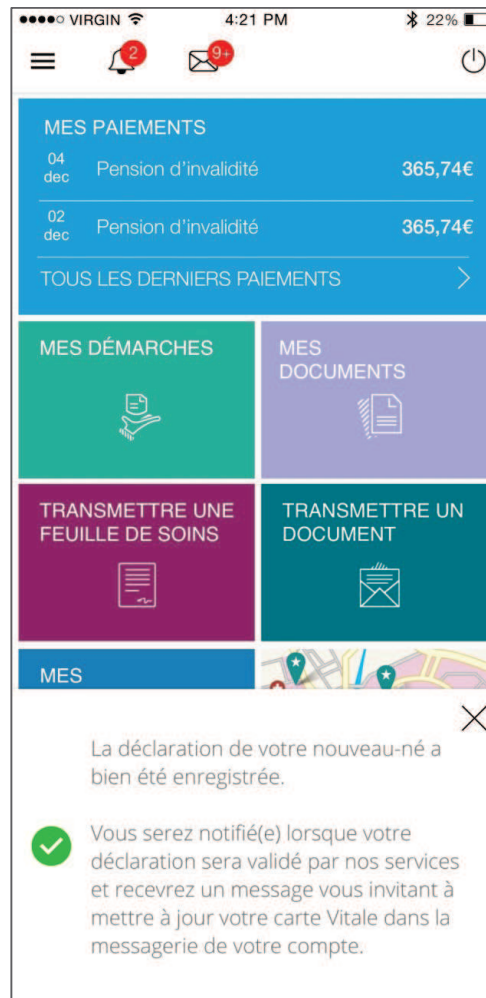 VIRGIN 4:21 PM 22%
2 9+
MES PAIEMENTS
04 dec Pension d'invalidité 365,74€
02 dec Pension d'invalidité 365,74€
TOUS LES DERNIERS PAIEMENTS
MES DÉMARCHES
MES
DOCUMENTS
TRANSMETTRE UNE
FEUILLE DE SOINS
TRANSMETTRE UN
DOCUMENT
MES
La déclaration de votre nouveau-né a
bien été enregistrée.
Vous serez notifié(e) lorsque votre
déclaration sera validé par nos services
et recevrez un message vous invitant à
mettre à jour votre carte Vitale dans la
messagerie de votre compte.